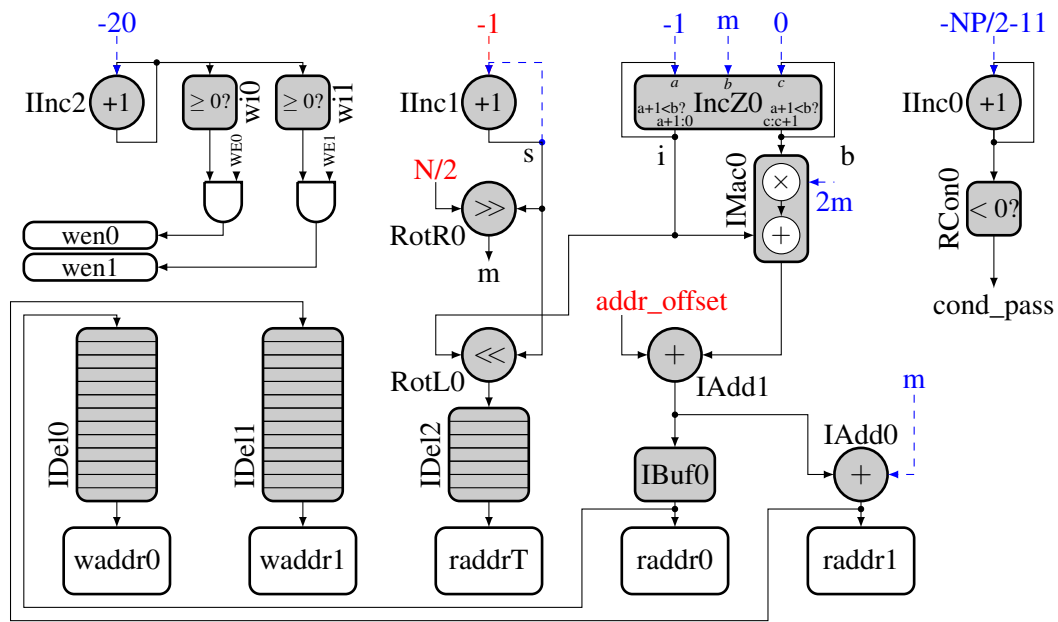 -20
-1
-1
m
0
-NP/2-11
IInc2
+1
≥ 0?
wi0
≥ 0?
wi1
IInc1
+1
a
b
c
a+1<b?
a+1:0
IncZ0
a+1<b?
c:c+1
IInc0
+1
WE0
WE1
s
i
b
N/2
>>
RotR0
m
IMac0
×
+
2m
RCon0
< 0?
cond_pass
wen0
wen1
addr_offset
<<
RotL0
+
IAdd1
m
IAdd0
+
IDel0
IDel1
IDel2
IBuf0
waddr0
waddr1
raddrT
raddr0
raddr1